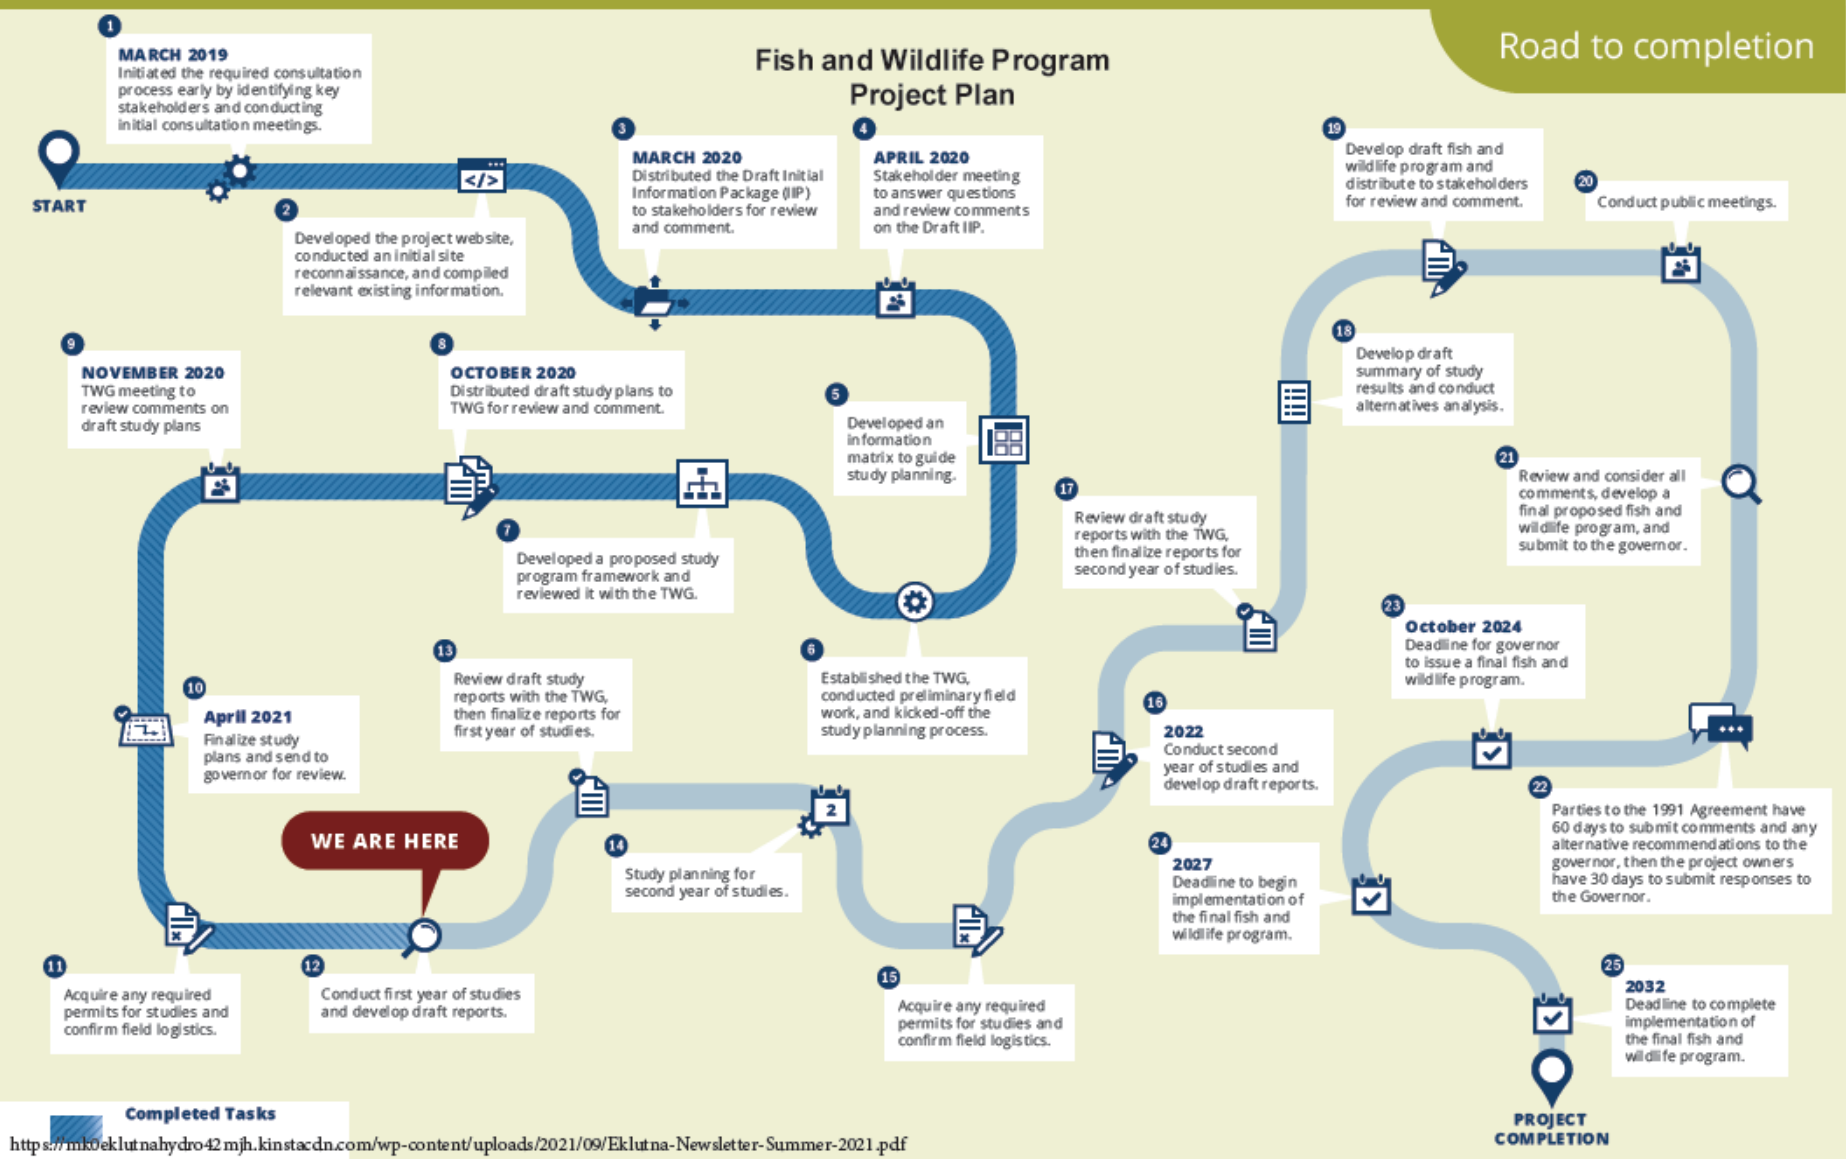 Road to completion
Fish and Wildlife Program
Project Plan
START
1
MARCH 2019
Initiated the required consultation
process early by identifying key
stakeholders and conducting
initial consultation meetings.
</>
2
Developed the project website,
conducted an initial site
reconnaissance, and compiled
relevant existing information.
3
MARCH 2020
Distributed the Draft Initial
Information Package (IIP)
to stakeholders for review
and comment.
4
APRIL 2020
Stakeholder meeting
to answer questions
and review comments
on the Draft IIP.
5
Developed an
information
matrix to guide
study planning.
6
Established the TWG,
conducted preliminary field
work, and kicked-off the
study planning process.
7
Developed a proposed study
program framework and
reviewed it with the TWG.
8
OCTOBER 2020
Distributed draft study plans to
TWG for review and comment.
9
NOVEMBER 2020
TWG meeting to
review comments on
draft study plans
10
April 2021
Finalize study
plans and send to
governor for review.
11
Acquire any required
permits for studies and
confirm field logistics.
WE ARE HERE
12
Conduct first year of studies
and develop draft reports.
13
Review draft study
reports with the TWG,
then finalize reports for
first year of studies.
2
14
Study planning for
second year of studies.
15
Acquire any required
permits for studies and
confirm field logistics.
16
2022
Conduct second
year of studies and
develop draft reports.
17
Review draft study
reports with the TWG,
then finalize reports for
second year of studies.
18
Develop draft
summary of study
results and conduct
alternatives analysis.
19
Develop draft fish and
wildlife program and
distribute to stakeholders
for review and comment.
20
Conduct public meetings.
21
Review and consider all
comments, develop a
final proposed fish and
wildlife program, and
submit to the governor.
22
Parties to the 1991 Agreement have
60 days to submit comments and any
alternative recommendations to the
governor, then the project owners
have 30 days to submit responses to
the Governor.
23
October 2024
Deadline for governor
to issue a final fish and
wildlife program.
24
2027
Deadline to begin
implementation of
the final fish and
wildlife program.
25
2032
Deadline to complete
implementation of
the final fish and
wildlife program.
PROJECT
COMPLETION
Completed Tasks
https://mk0eklutnahydro42mjh.kinstacdn.com/wp-content/uploads/2021/09/Eklutna-Newsletter-Summer-2021.pdf